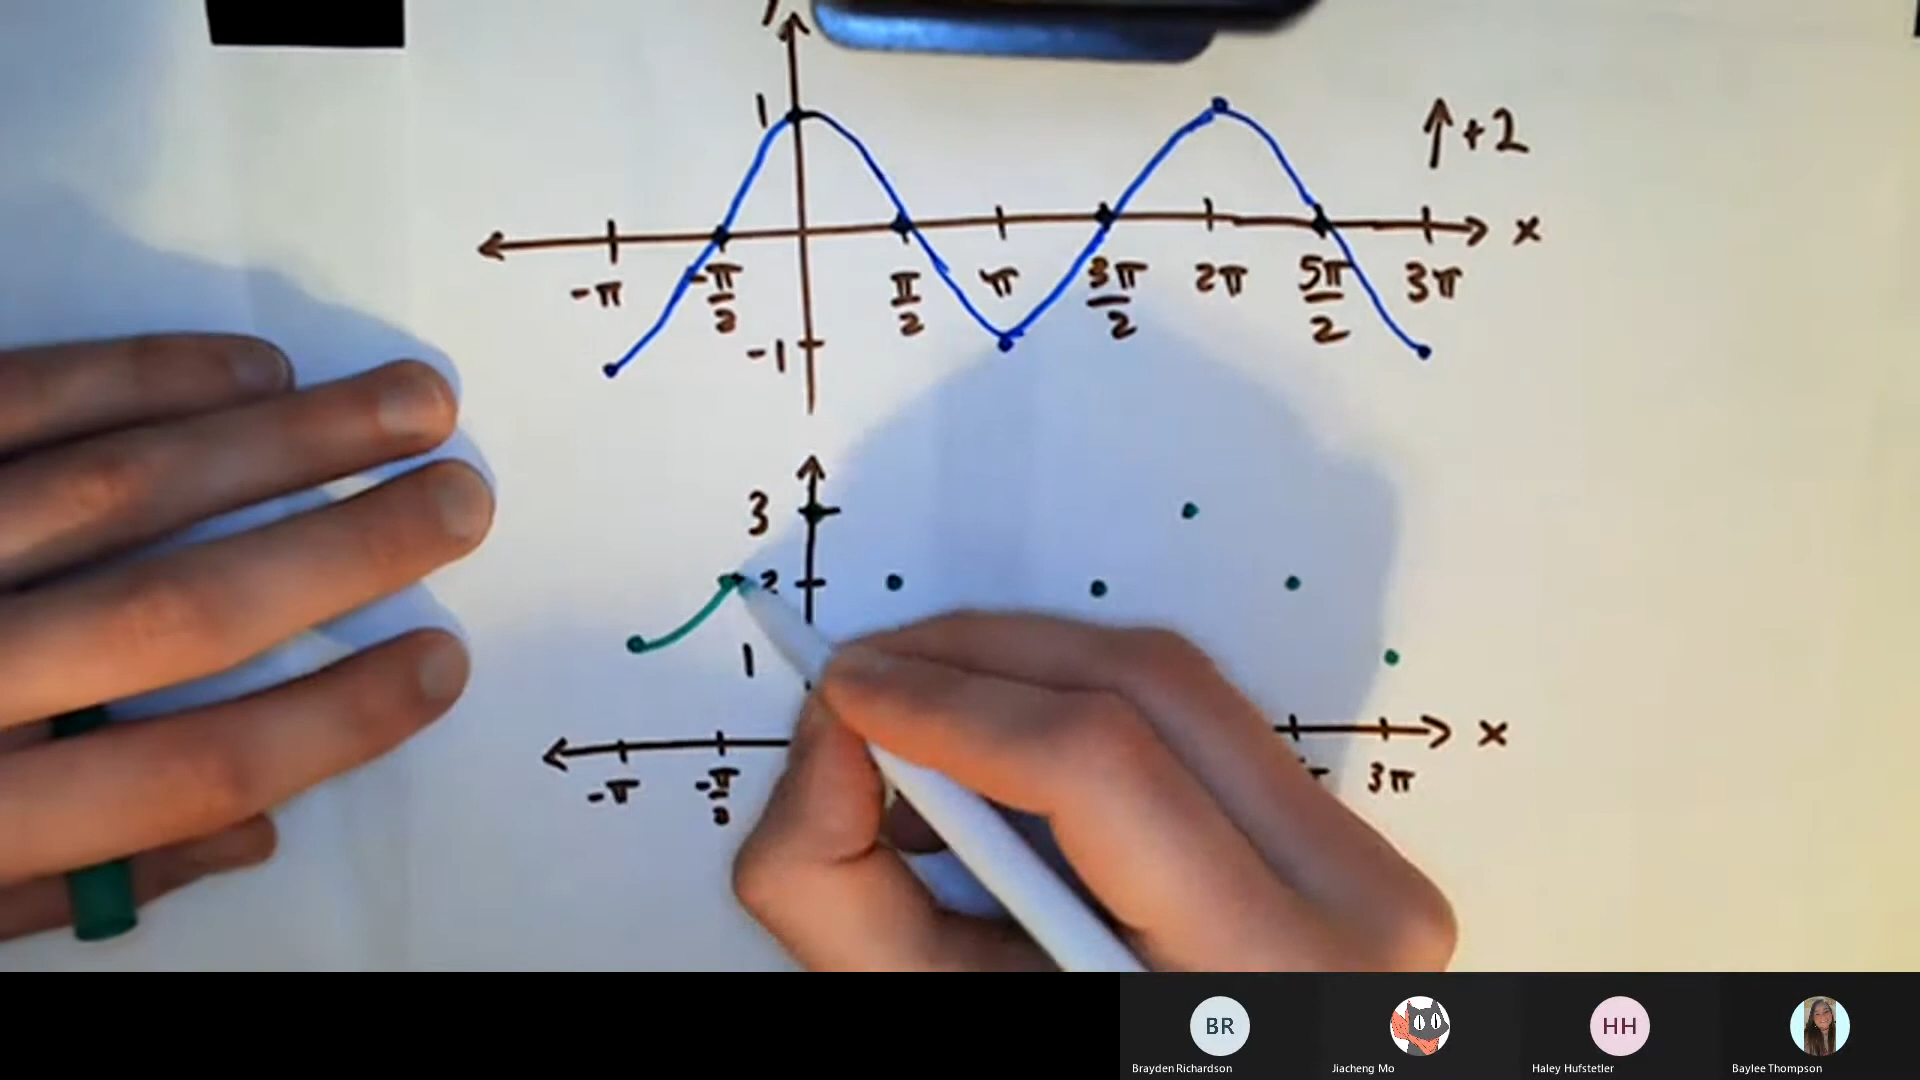 1
↑+2
x
-π -π/2 π/2 π 3π/2 2π 5π/2 3π
-1
3
2
1
x
-π -π/2 3π
BR
HH
Brayden Richardson
Jiacheng Mo
Haley Hufstetler
Baylee Thompson